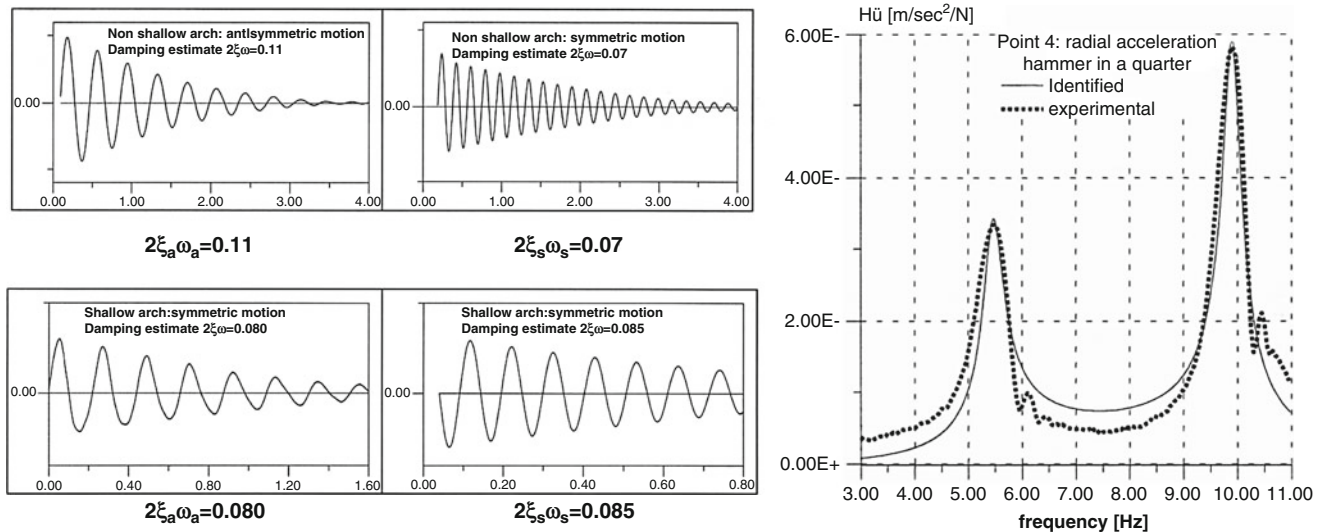 Non shallow arch: antlsymmetric motion
Damping estimate 2ξω=0.11
0.00
0.00 1.00 2.00 3.00 4.00
2ξaωa=0.11
Non shallow arch: symmetric motion
Damping estimate 2ξω=0.07
0.00
0.00 1.00 2.00 3.00 4.00
2ξsωs=0.07
Shallow arch:symmetric motion
Damping estimate 2ξω=0.080
0.00
0.00 0.40 0.80 1.20 1.60
2ξaωa=0.080
Shallow arch:symmetric motion
Damping estimate 2ξω=0.085
0.00
0.00 0.20 0.40 0.60 0.80
2ξsωs=0.085
Hü [m/sec²/N]
6.00E-
Point 4: radial acceleration
hammer in a quarter
Identified
experimental
4.00E-
2.00E-
0.00E+
3.00 4.00 5.00 6.00 7.00 8.00 9.00 10.00 11.00
frequency [Hz]